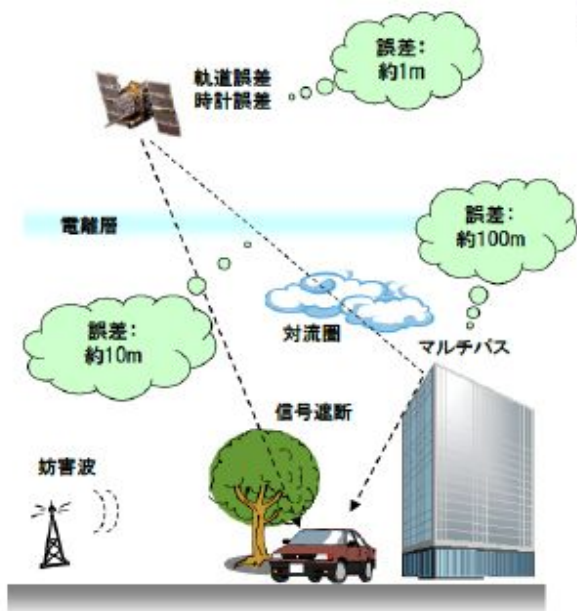 誤差:
約1m
軌道誤差
時計誤差
電離層
誤差:
約100m
誤差:
約10m
対流圏
マルチパス
信号遮断
妨害波